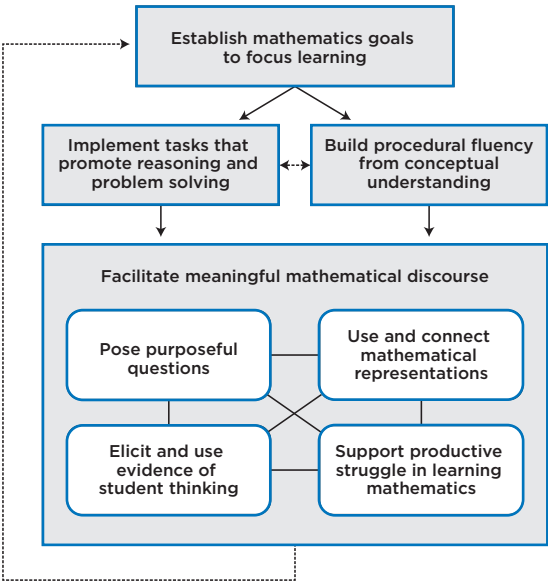 Establish mathematics goals
to focus learning
Implement tasks that
promote reasoning and
problem solving
Build procedural fluency
from conceptual
understanding
Facilitate meaningful mathematical discourse
Pose purposeful
questions
Use and connect
mathematical
representations
Elicit and use
evidence of
student thinking
Support productive
struggle in learning
mathematics